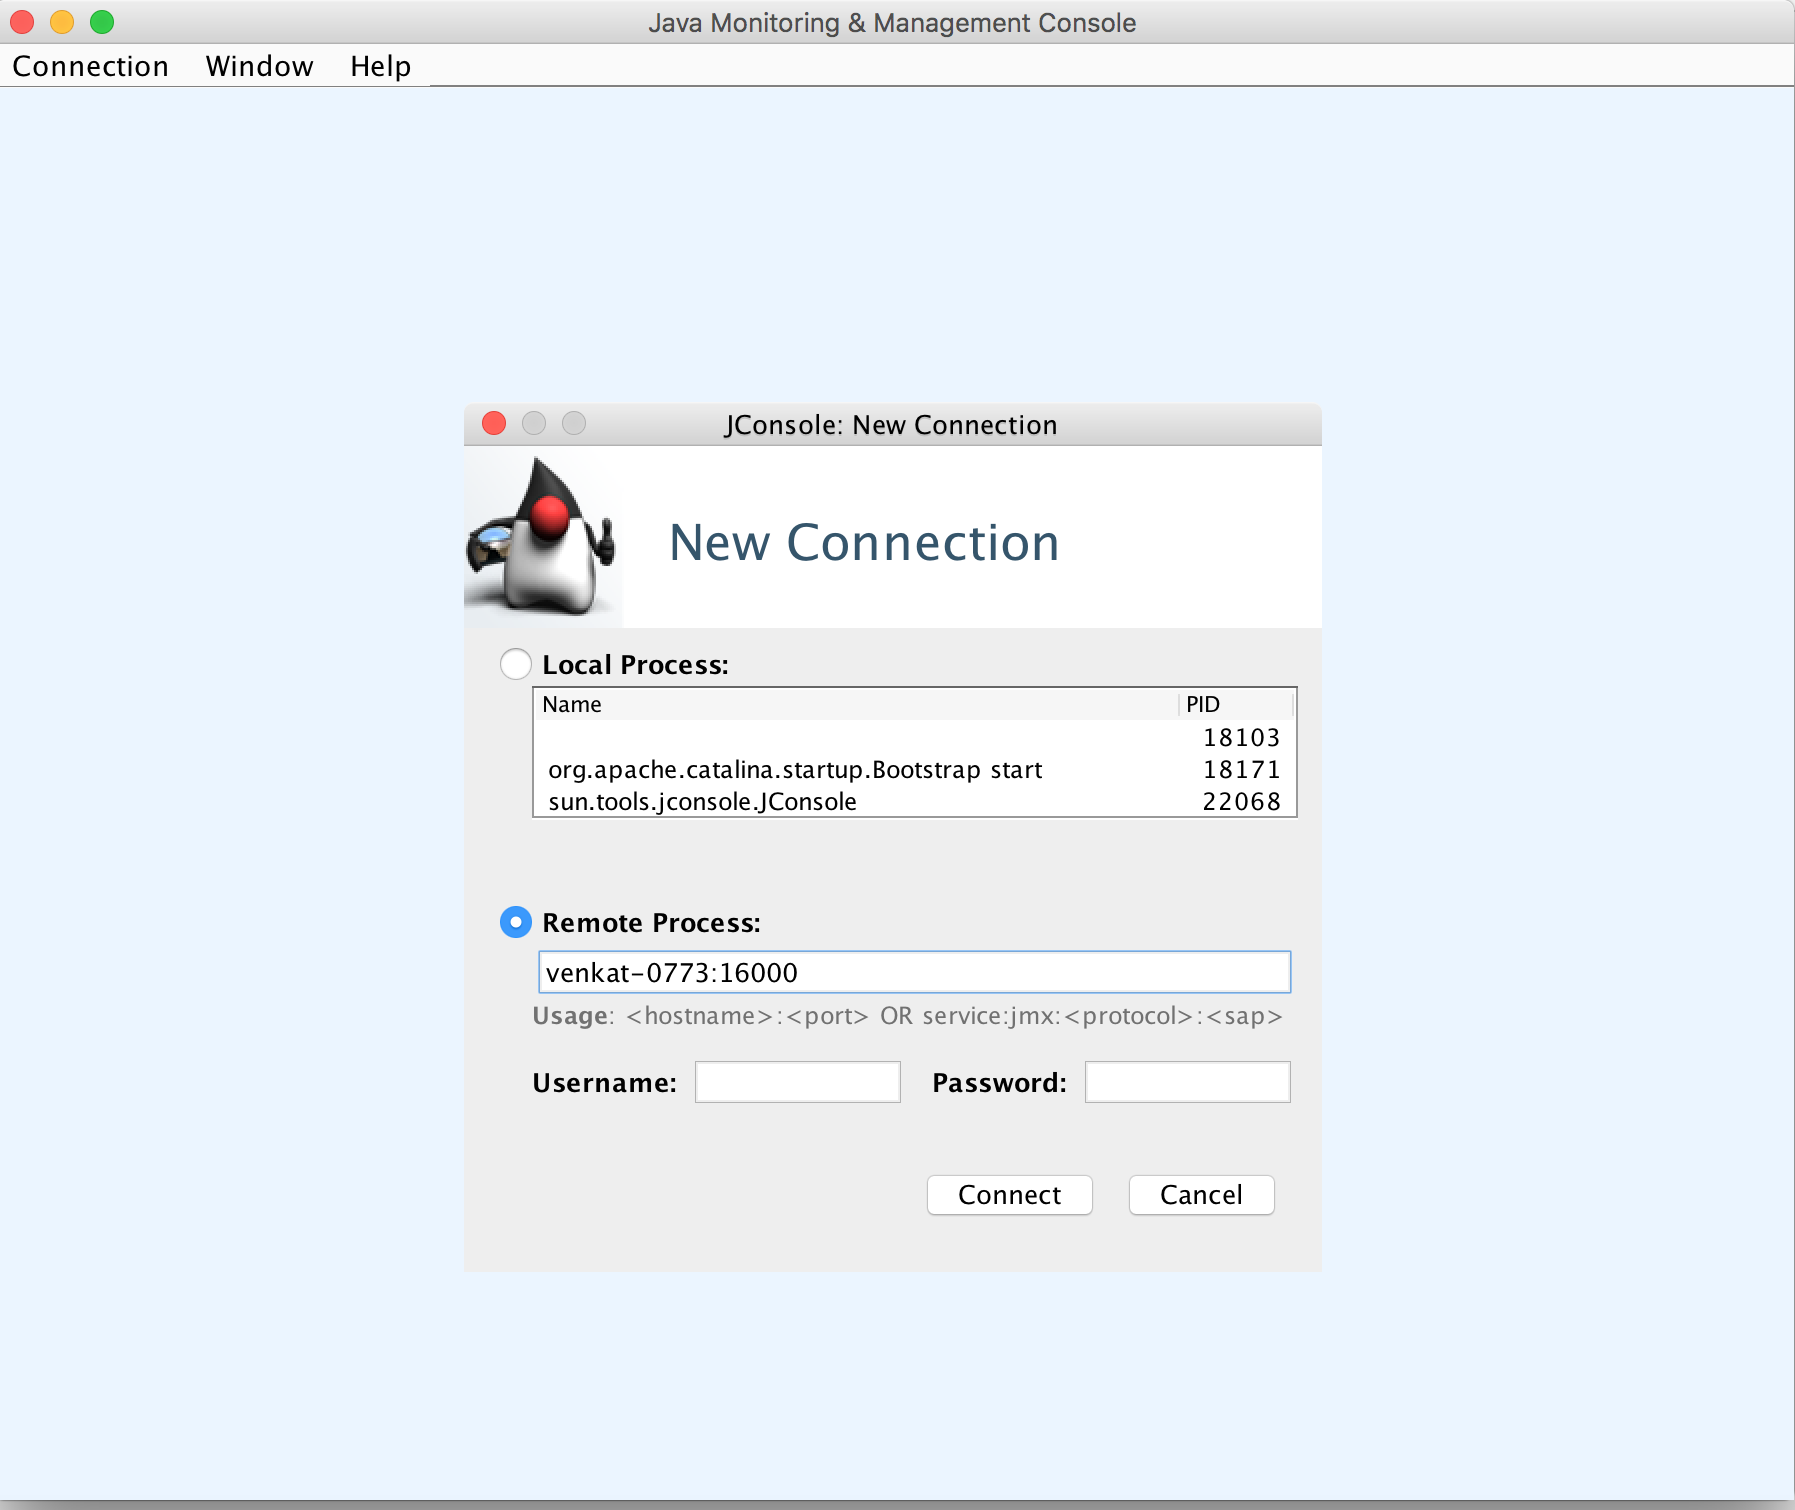 Java Monitoring & Management Console
Connection Window Help
JConsole: New Connection
New Connection
Local Process:
Name PID
18103
org.apache.catalina.startup.Bootstrap start 18171
sun.tools.jconsole.JConsole 22068
Remote Process:
venkat-0773:16000
Usage: <hostname>:<port> OR service:jmx:<protocol>:<sap>
Username: Password:
Connect Cancel